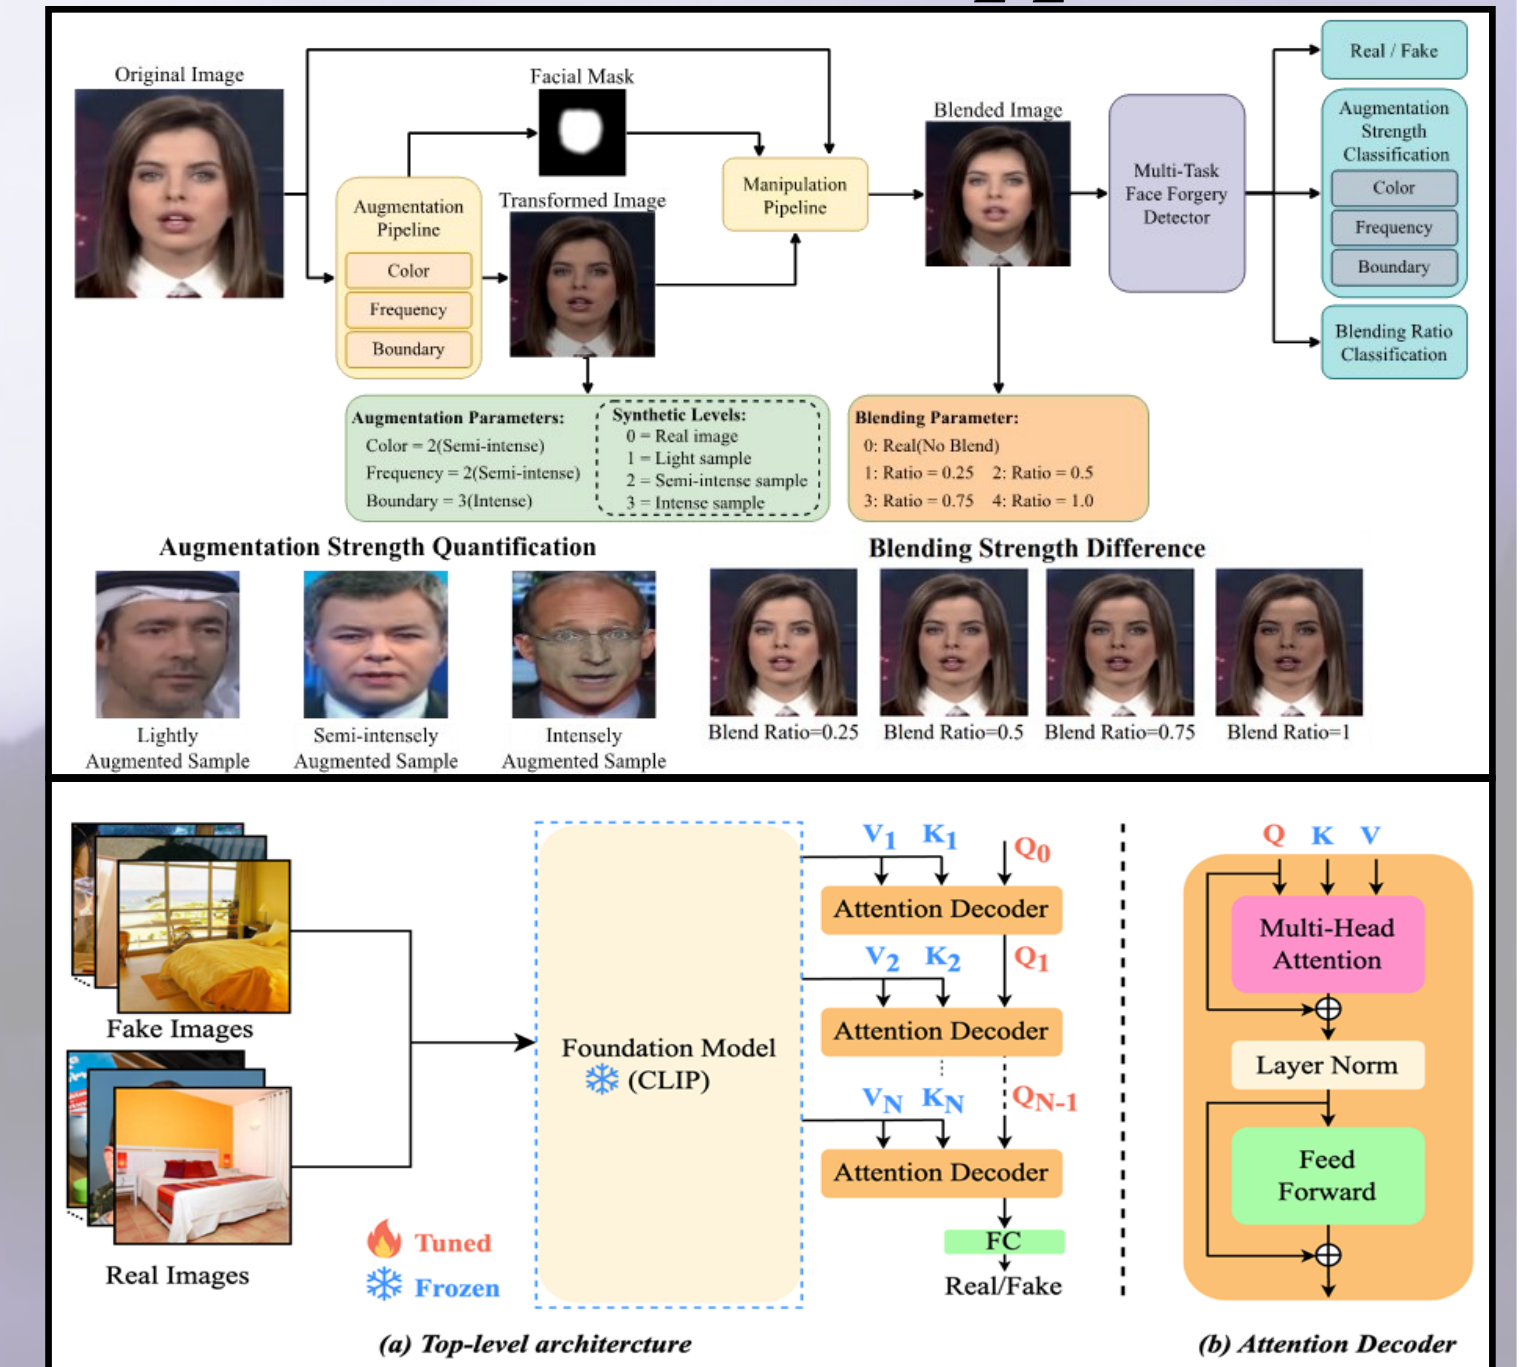 Original Image
Facial Mask
Blended Image
Real / Fake
Augmentation
Strength
Classification
Color
Frequency
Boundary
Blending Ratio
Classification
Multi-Task
Face Forgery
Detector
Manipulation
Pipeline
Transformed Image
Augmentation
Pipeline
Color
Frequency
Boundary
Augmentation Parameters:
Color = 2(Semi-intense)
Frequency = 2(Semi-intense)
Boundary = 3(Intense)
Synthetic Levels:
0 = Real image
1 = Light sample
2 = Semi-intense sample
3 = Intense sample
Blending Parameter:
0: Real(No Blend)
1: Ratio = 0.25 2: Ratio = 0.5
3: Ratio = 0.75 4: Ratio = 1.0
Augmentation Strength Quantification
Lightly
Augmented Sample
Semi-intensely
Augmented Sample
Intensely
Augmented Sample
Blending Strength Difference
Blend Ratio=0.25
Blend Ratio=0.5
Blend Ratio=0.75
Blend Ratio=1
Fake Images
Real Images
Tuned
Frozen
Foundation Model
(CLIP)
V1 K1 Q0
Attention Decoder
V2 K2 Q1
Attention Decoder
VN KN QN-1
Attention Decoder
FC
Real/Fake
(a) Top-level architercture
Q K V
Multi-Head
Attention
Layer Norm
Feed
Forward
(b) Attention Decoder